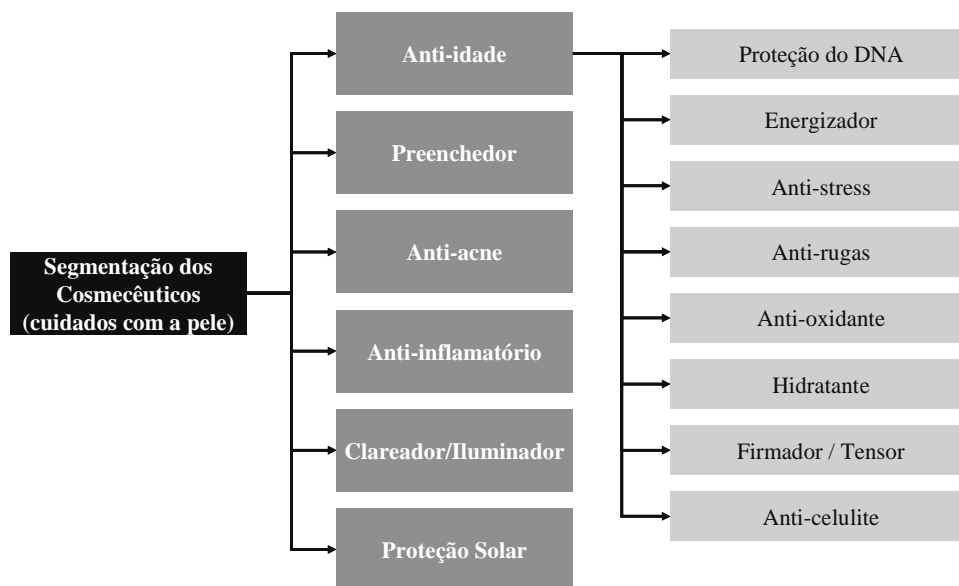 Segmentação dos
Cosmecêuticos
(cuidados com a pele)
Anti-idade
Preenchedor
Anti-acne
Anti-inflamatório
Clareador/Iluminador
Proteção Solar
Proteção do DNA
Energizador
Anti-stress
Anti-rugas
Anti-oxidante
Hidratante
Firmador / Tensor
Anti-celulite